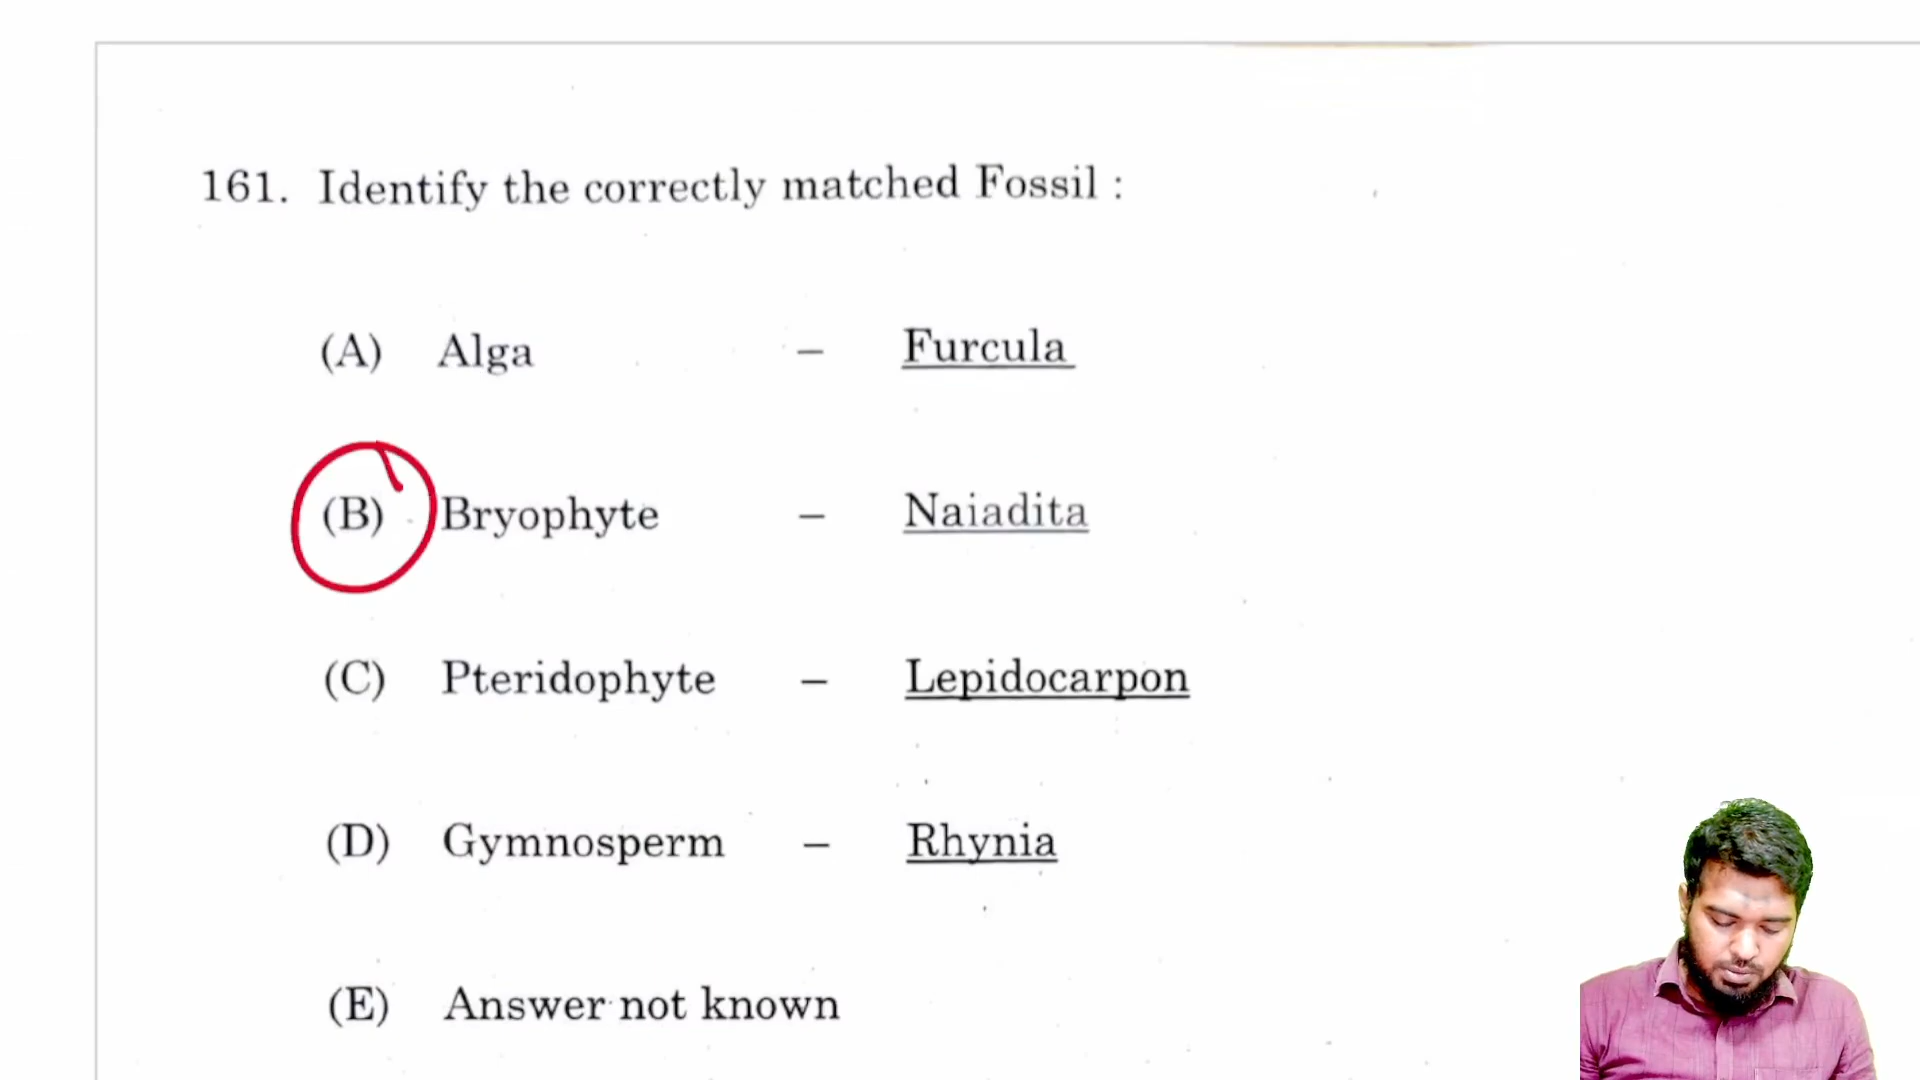 161. Identify the correctly matched Fossil :
(A) Alga – Furcula
(B) Bryophyte – Naiadita
(C) Pteridophyte – Lepidocarpon
(D) Gymnosperm – Rhynia
(E) Answer not known